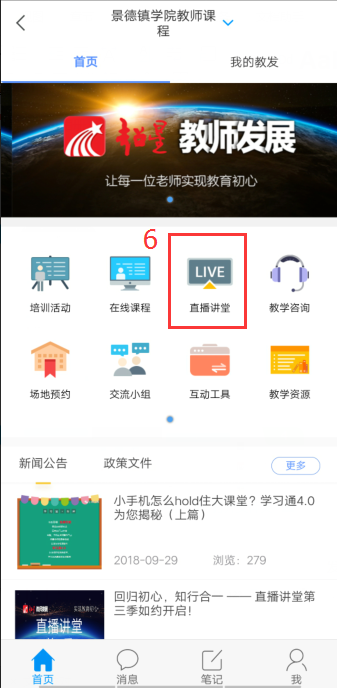 景德镇学院教师课
程
首页
我的教发
超星 教师发展
让每一位老师实现教育初心
6
LIVE
培训活动
在线课程
直播讲堂
教学咨询
场地预约
交流小组
互动工具
教学资源
新闻公告
政策文件
更多
小手机怎么hold住大课堂？学习通4.0
为您揭秘（上篇）
2018-09-29
浏览：279
回归初心，知行合一 —— 直播讲堂第
三季如约开启！
教师发展
直播讲堂
首页
消息
笔记
我